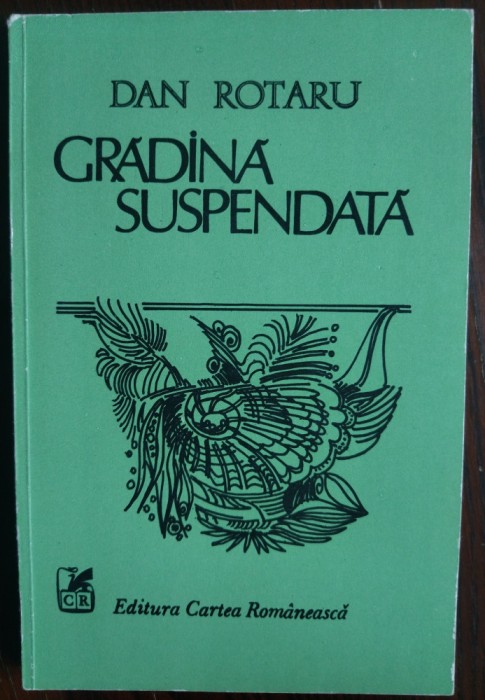 DAN ROTARU
GRĂDINĂ
SUSPENDATĂ
CR
Editura Cartea Românească